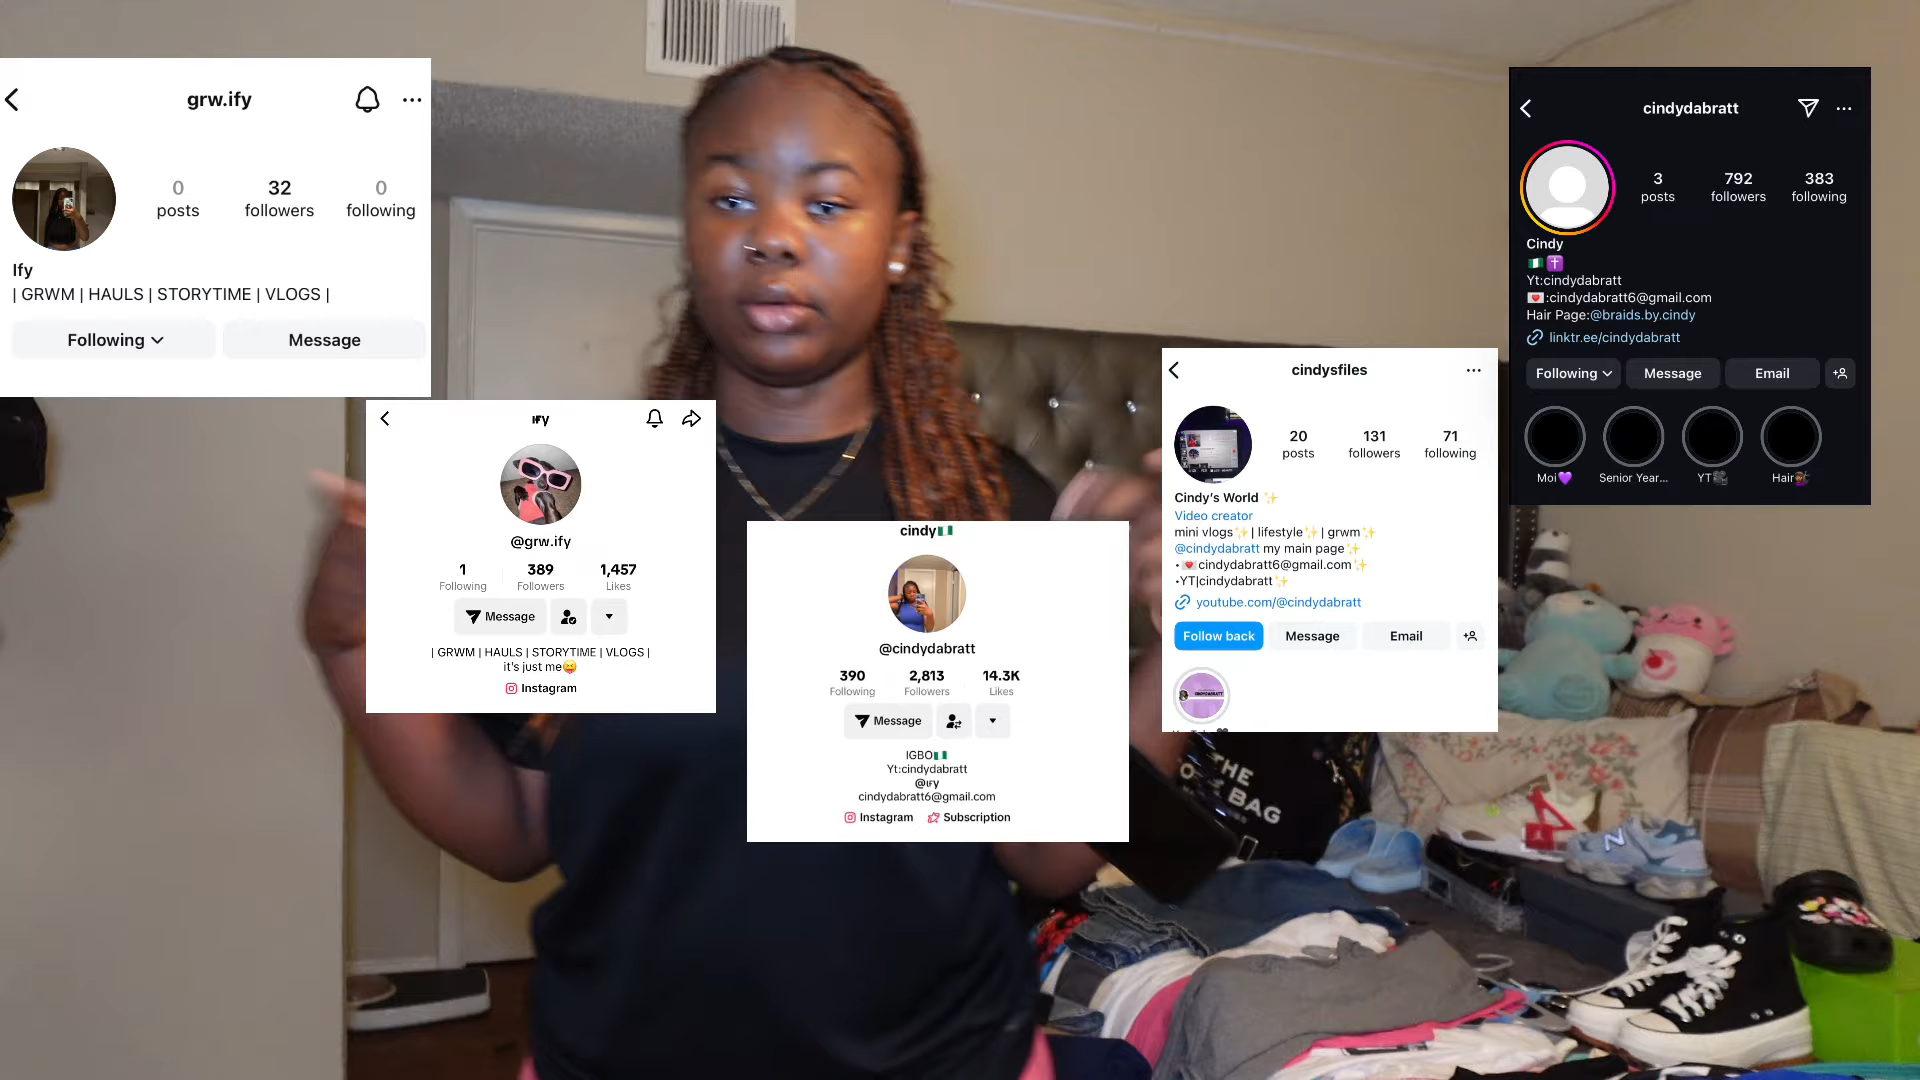 grw.ify
0
posts
32
followers
0
following
Ify
| GRWM | HAULS | STORYTIME | VLOGS |
Following
Message
IFY
@grw.ify
1
Following
389
Followers
1,457
Likes
Message
| GRWM | HAULS | STORYTIME | VLOGS |
it's just me😝
Instagram
cindy🇳🇬
@cindydabratt
390
Following
2,813
Followers
14.3K
Likes
Message
IGBO🇳🇬
Yt:cindydabratt
@IFY
cindydabratt6@gmail.com
Instagram
Subscription
cindysfiles
20
posts
131
followers
71
following
Cindy's World ✨
Video creator
mini vlogs✨| lifestyle✨| grwm✨
@cindydabratt my main page✨
•💌cindydabratt6@gmail.com✨
•YT|cindydabratt✨
youtube.com/@cindydabratt
Follow back
Message
Email
CINDYDABRATT
cindydabratt
3
posts
792
followers
383
following
Cindy
🇳🇬✝️
Yt:cindydabratt
💌:cindydabratt6@gmail.com
Hair Page:@braids.by.cindy
linktr.ee/cindydabratt
Following
Message
Email
Moi💜
Senior Year...
YT🎥
Hair💇🏾‍♀️
THE
BAG
N